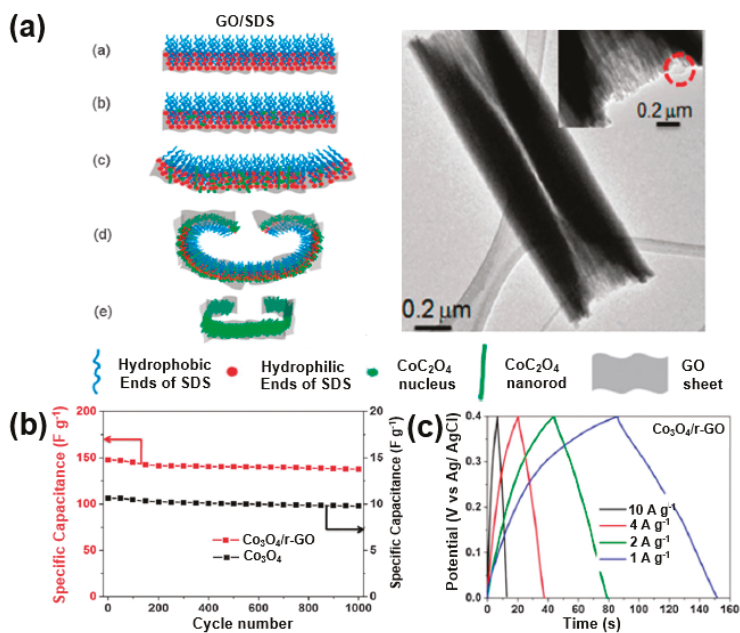 (a)
GO/SDS
(a)
(b)
(c)
(d)
(e)
0.2 μm
0.2 μm
Hydrophobic
Ends of SDS
Hydrophilic
Ends of SDS
CoC₂O₄
nucleus
CoC₂O₄
nanorod
GO
sheet
(b)
Specific Capacitance (F g⁻¹)
200
150
100
50
0
20
15
10
5
0
Specific Capacitance (F g⁻¹)
Co₃O₄/r-GO
Co₃O₄
0 200 400 600 800 1000
Cycle number
(c)
Potential (V vs Ag/ AgCl)
0.4
0.3
0.2
0.1
0.0
Co₃O₄/r-GO
10 A g⁻¹
4 A g⁻¹
2 A g⁻¹
1 A g⁻¹
0 20 40 60 80 100 120 140 160
Time (s)